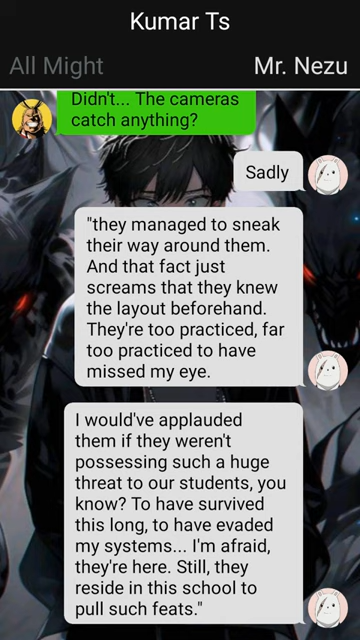 Kumar Ts
All Might
Mr. Nezu
Didn't... The cameras
catch anything?
Sadly
"they managed to sneak
their way around them.
And that fact just
screams that they knew
the layout beforehand.
They're too practiced, far
too practiced to have
missed my eye.
I would've applauded
them if they weren't
possessing such a huge
threat to our students, you
know? To have survived
this long, to have evaded
my systems... I'm afraid,
they're here. Still, they
reside in this school to
pull such feats."